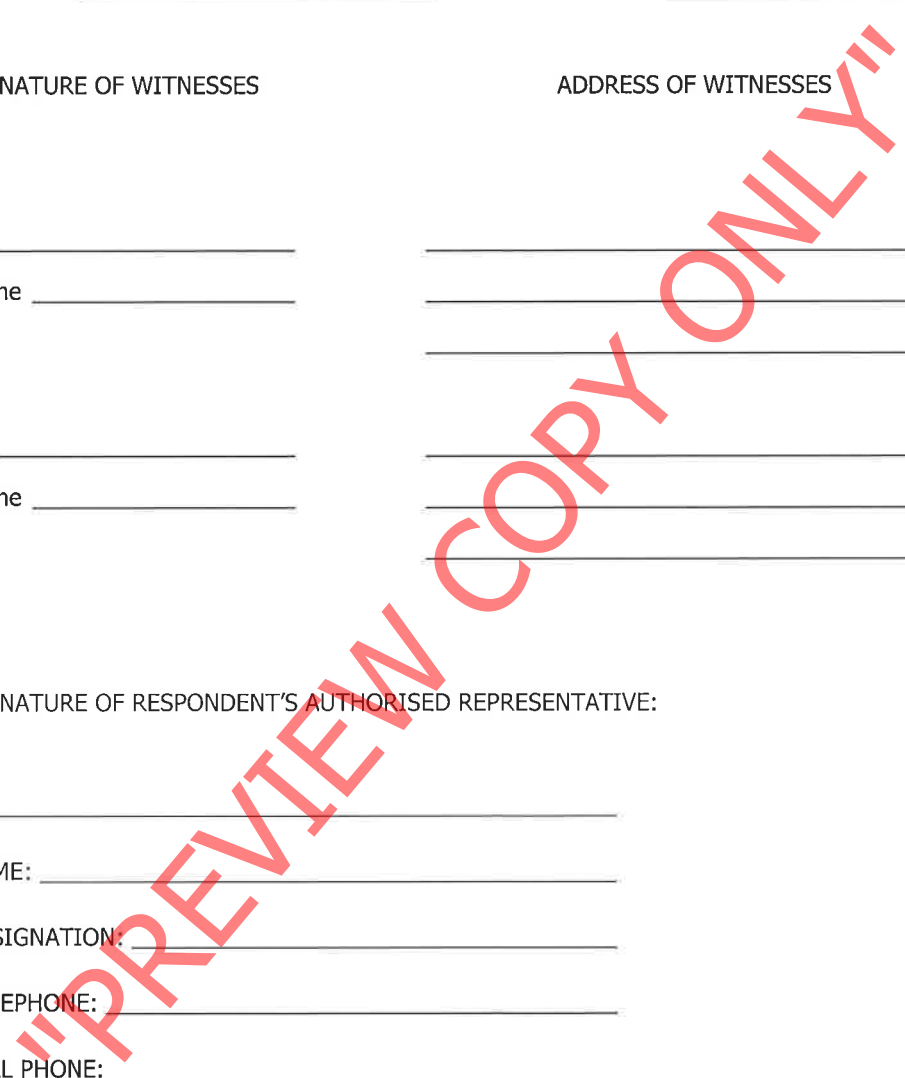 NATURE OF WITNESSES ADDRESS OF WITNESSES
ne
ne
NATURE OF RESPONDENT'S AUTHORISED REPRESENTATIVE:
ME:
SIGNATION:
EPHONE:
L PHONE:
"PREVIEW COPY ONLY"